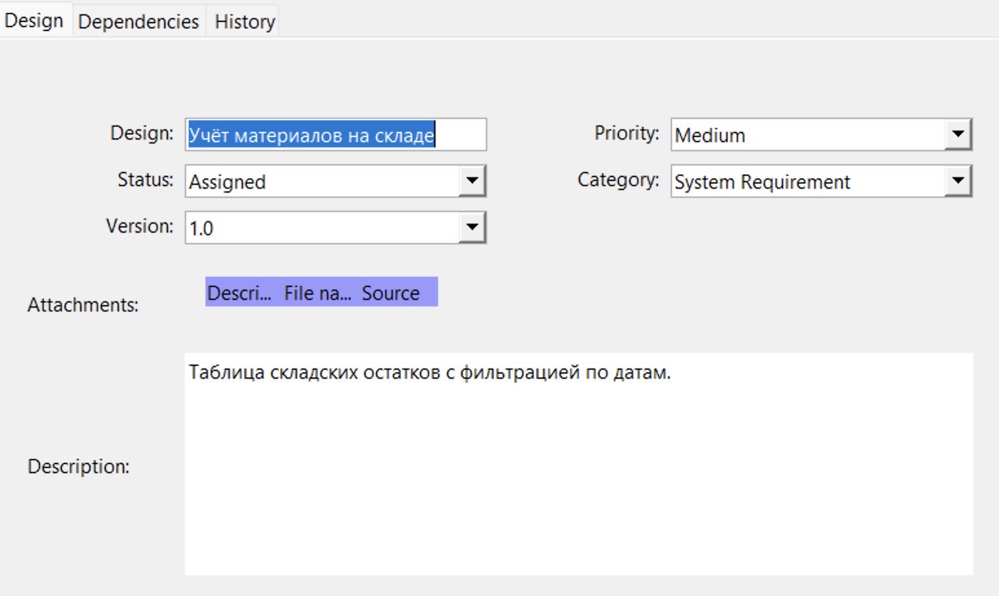 Design Dependencies History
Design: Учёт материалов на складе Priority: Medium
Status: Assigned Category: System Requirement
Version: 1.0
Descri... File na... Source
Attachments:
Таблица складских остатков с фильтрацией по датам.
Description: